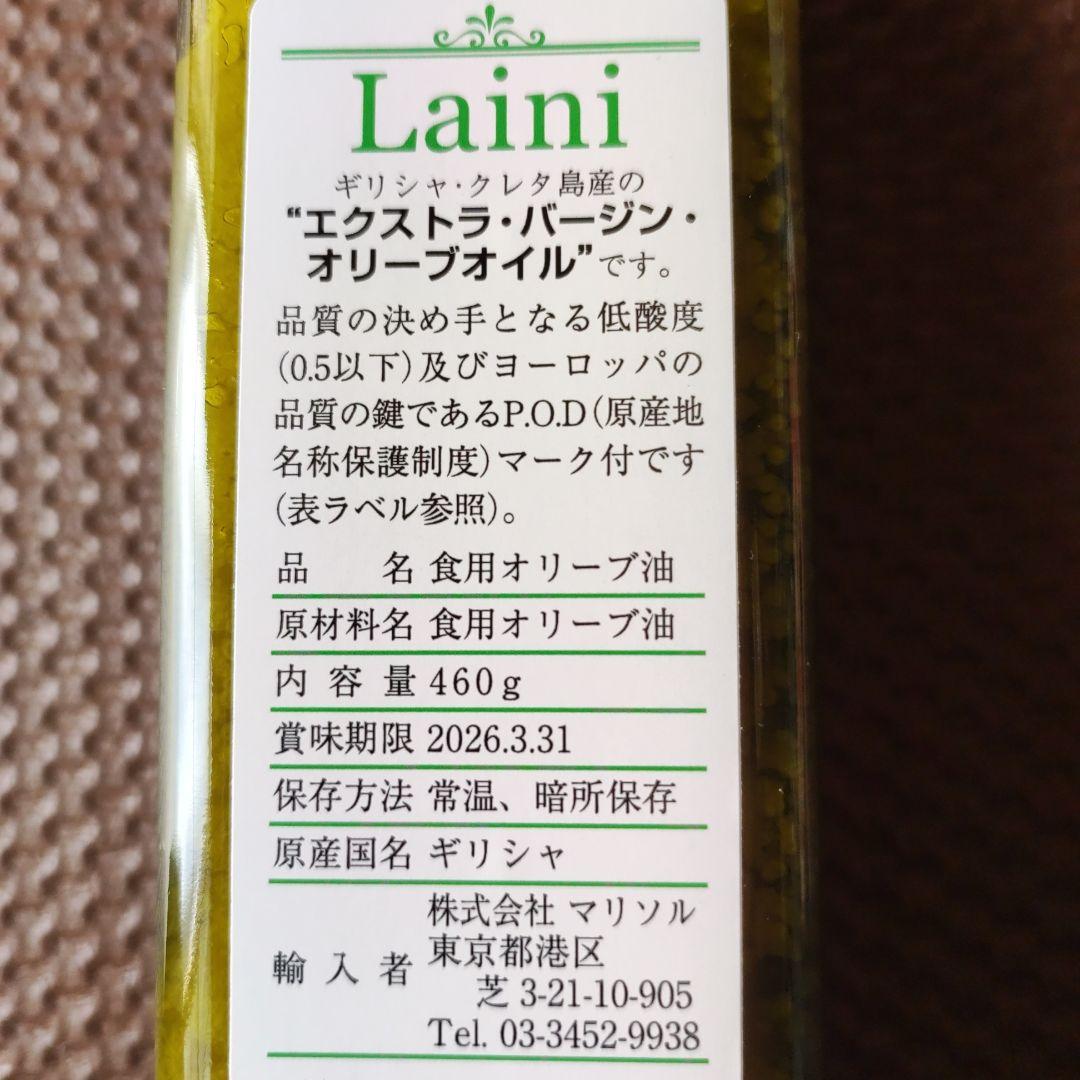 Laini
ギリシャ·クレタ島産の
“エクストラ·バージン·
オリーブオイル”です。
品質の決め手となる低酸度
(0.5以下)及びヨーロッパの
品質の鍵であるP.O.D(原産地
名称保護制度)マーク付です
(表ラベル参照)。
品 名 食用オリーブ油
原材料名 食用オリーブ油
内容量 460g
賞味期限 2026.3.31
保存方法 常温、暗所保存
原産国名 ギリシャ
輸入者 株式会社 マリソル
東京都港区
芝 3-21-10-905
Tel. 03-3452-9938